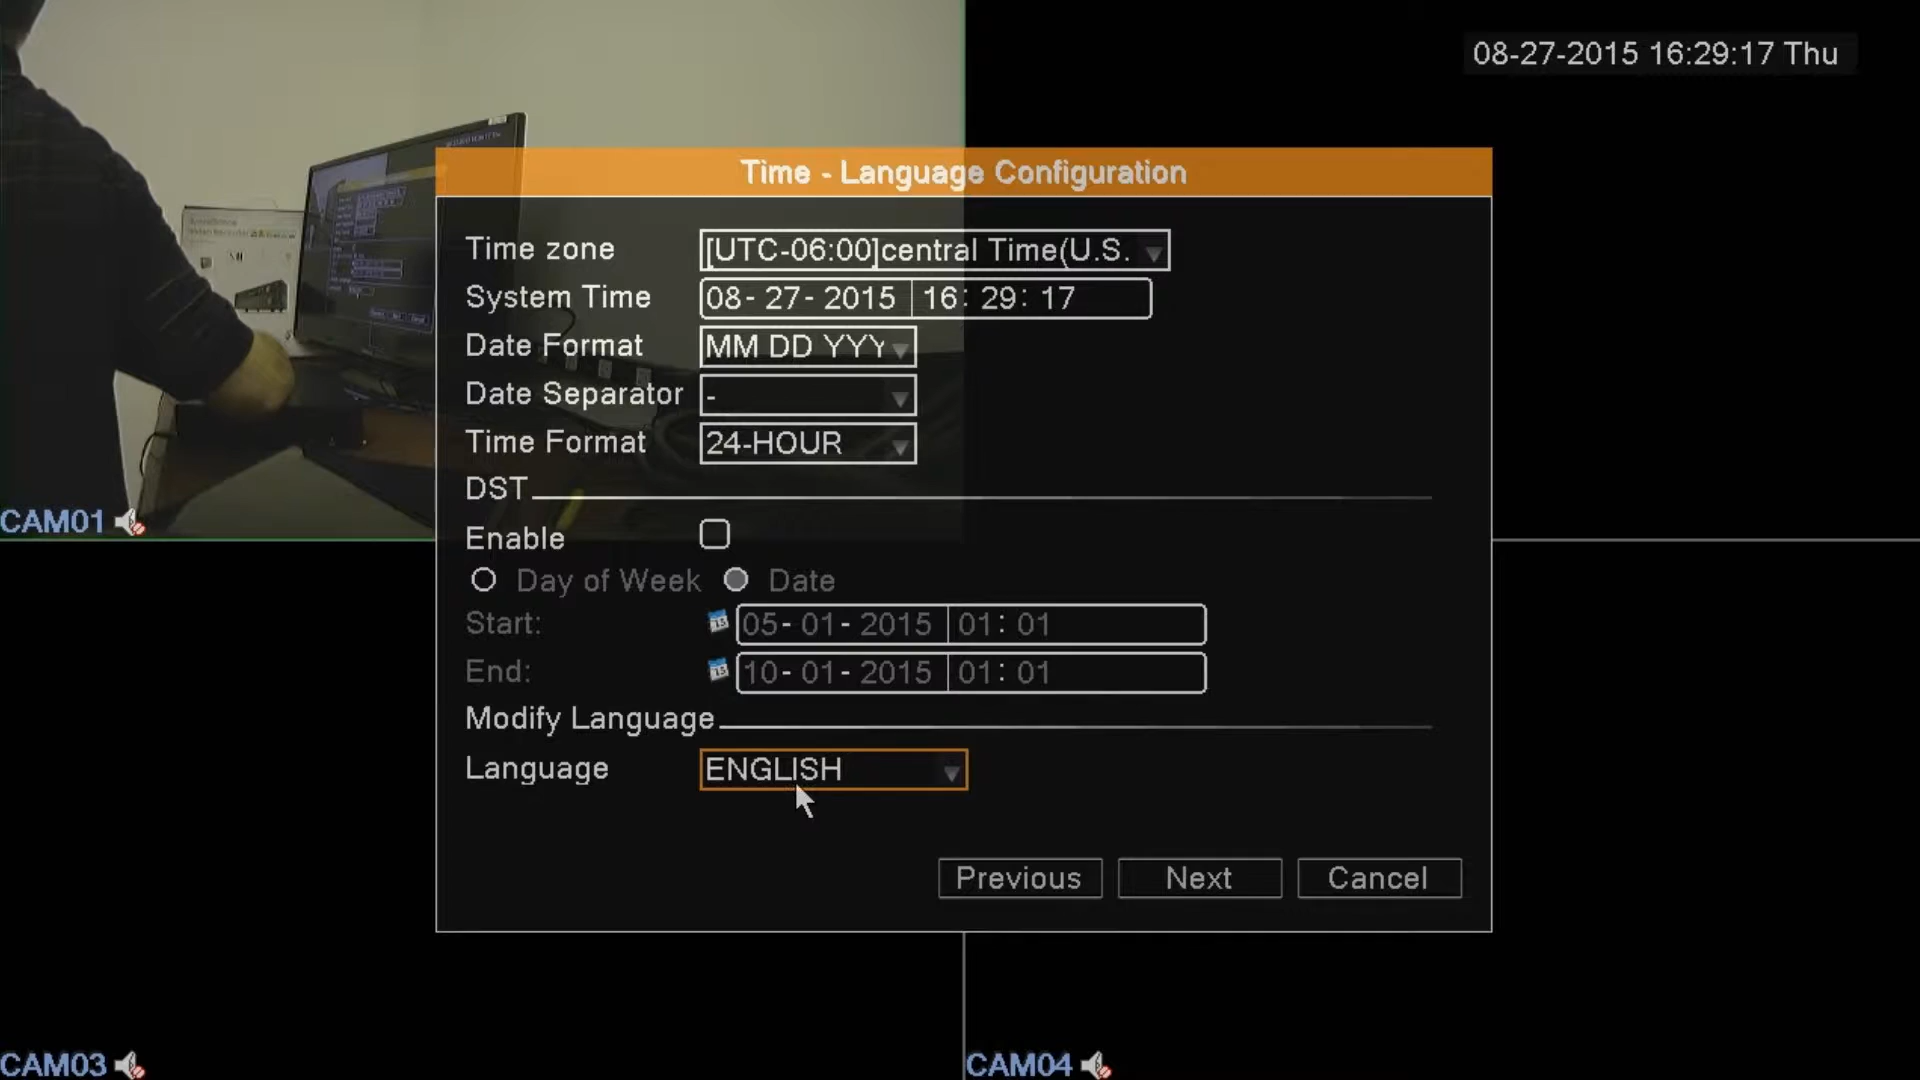 08-27-2015 16:29:17 Thu
Time - Language Configuration
Time zone [UTC-06:00]central Time(U.S.
System Time 08- 27- 2015 16: 29: 17
Date Format MM DD YYY
Date Separator -
Time Format 24-HOUR
DST
Enable
Day of Week Date
Start: 05- 01- 2015 01: 01
End: 10- 01- 2015 01: 01
Modify Language
Language ENGLISH
Previous Next Cancel
CAM01
CAM03
CAM04